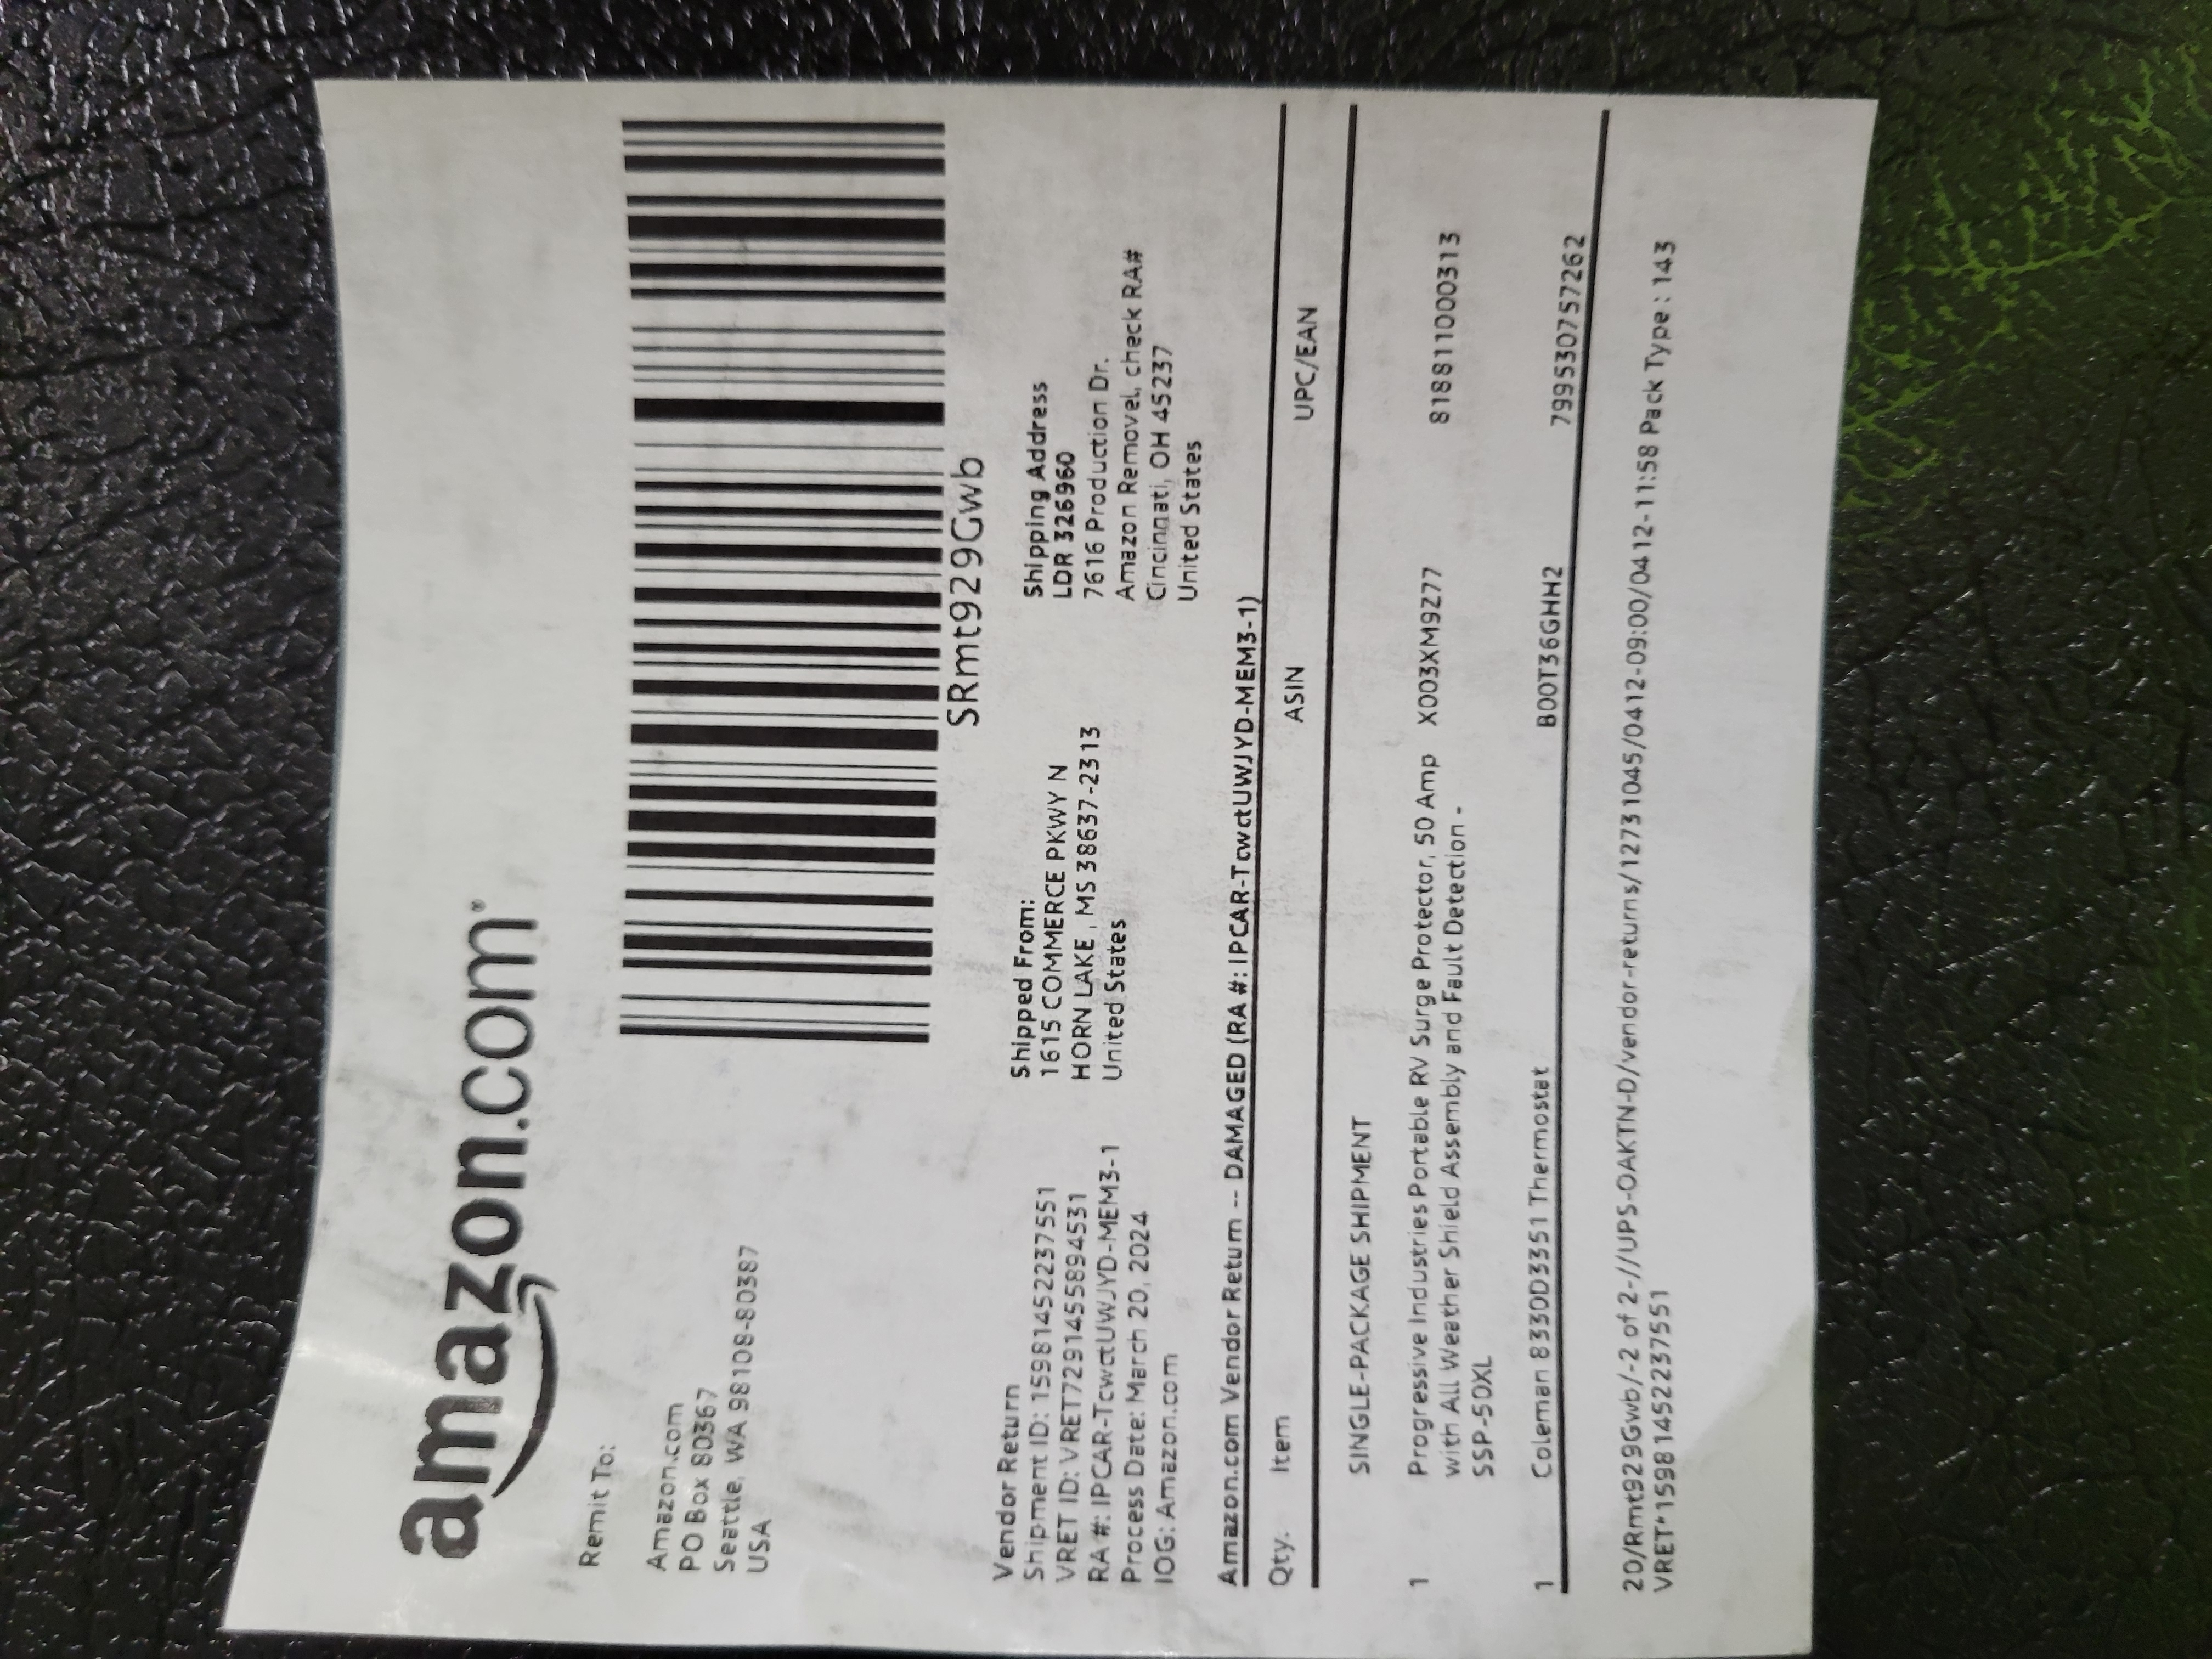 amazon.com
Remit To:
Amazon.com
PO Box 80367
Seattle, WA 98108-80387
USA
SRmt929Gwb
Vendor Return
Shipment ID: 15981452237551
VRET ID: VRET7291455894531
RA #: IPCAR-TcwctUWJYD-MEM3-1
Process Date: March 20, 2024
IOG: Amazon.com
Shipped From:
1615 COMMERCE PKWY N
HORN LAKE , MS 38637-2313
United States
Shipping Address
LDR 326960
7616 Production Dr.
Amazon Removel, check RA#
Cincinnati, OH 45237
United States
Amazon.com Vendor Return -- DAMAGED (RA #: IPCAR-TcwctUWJYD-MEM3-1)
Qty. Item ASIN UPC/EAN
SINGLE-PACKAGE SHIPMENT
1 Progressive Industries Portable RV Surge Protector, 50 Amp X003XM9Z77 818811000313
with All Weather Shield Assembly and Fault Detection -
SSP-50XL
1 Coleman 8330D3351 Thermostat B00T36GHH2 799530757262
20/Rmt929Gwb/-2 of 2-//UPS-OAKTN-D/vendor-returns/12731045/0412-09:00/0412-11:58 Pack Type : 143
VRET*15981452237551